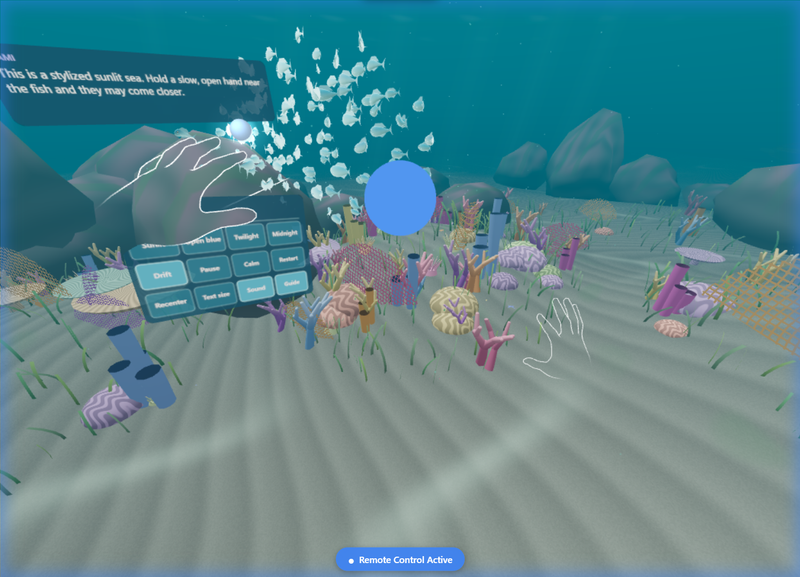 This is a stylized sunlit sea. Hold a slow, open hand near
the fish and they may come closer.
blue
Twilight
Midnight
Drift
Pause
Calm
Restart
Recenter
Text size
Sound
Guide
Remote Control Active